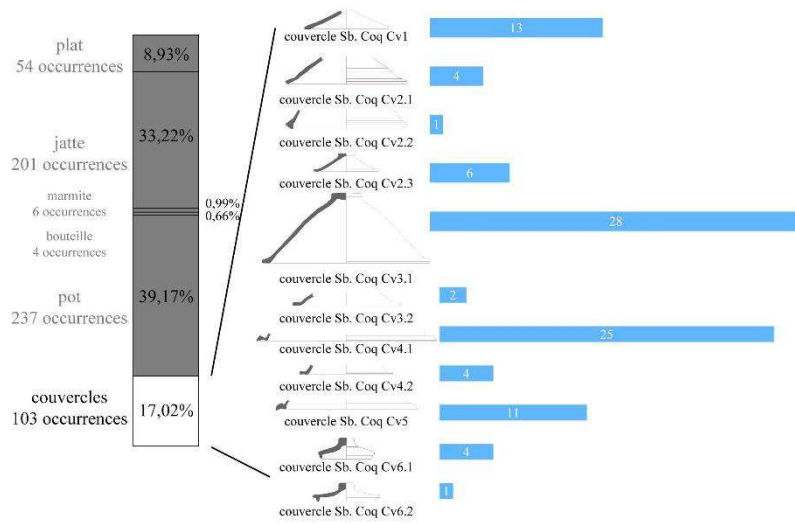 plat
54 occurrences
8,93%
jatte
201 occurrences
33,22%
marmite
6 occurrences
0,99%
bouteille
4 occurrences
0,66%
pot
237 occurrences
39,17%
couvercles
103 occurrences
17,02%
couvercle Sb. Coq Cv1
13
couvercle Sb. Coq Cv2.1
4
couvercle Sb. Coq Cv2.2
1
couvercle Sb. Coq Cv2.3
6
couvercle Sb. Coq Cv3.1
28
couvercle Sb. Coq Cv3.2
2
couvercle Sb. Coq Cv4.1
25
couvercle Sb. Coq Cv4.2
4
couvercle Sb. Coq Cv5
11
couvercle Sb. Coq Cv6.1
4
couvercle Sb. Coq Cv6.2
1